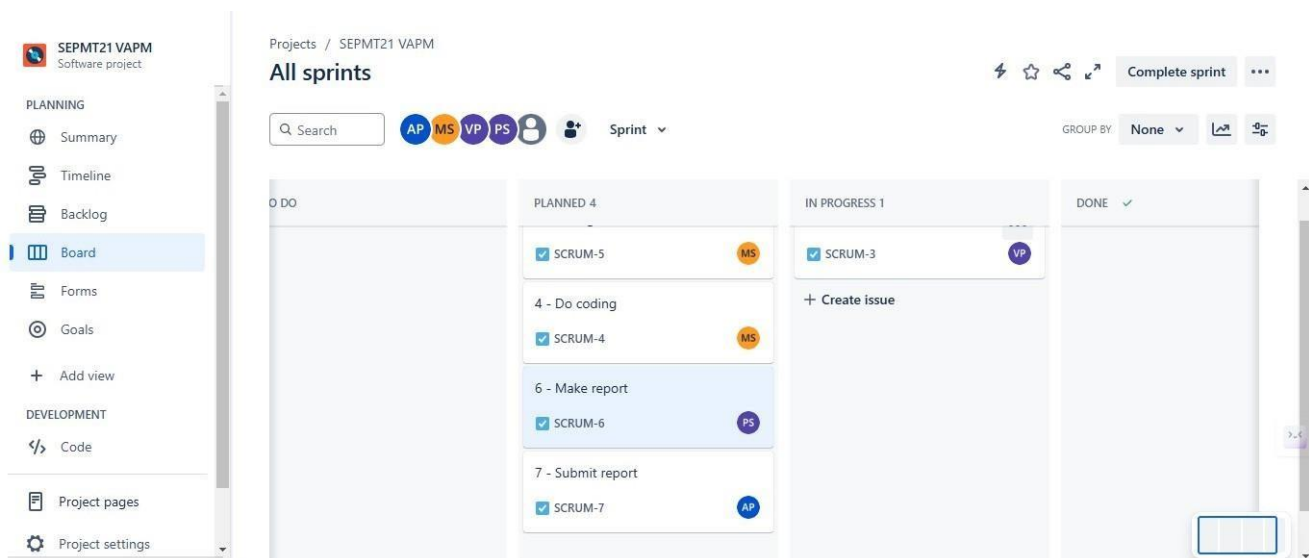 SEPMT21 VAPM
Software project
PLANNING
Summary
Timeline
Backlog
Board
Forms
Goals
Add view
DEVELOPMENT
Code
Project pages
Project settings
Projects / SEPMT21 VAPM
All sprints
Complete sprint
Search
AP MS VP PS
Sprint
GROUP BY None
O DO
PLANNED 4
IN PROGRESS 1
DONE
SCRUM-5 MS
4 - Do coding
SCRUM-4 MS
6 - Make report
SCRUM-6 PS
7 - Submit report
SCRUM-7 AP
SCRUM-3 VP
+ Create issue